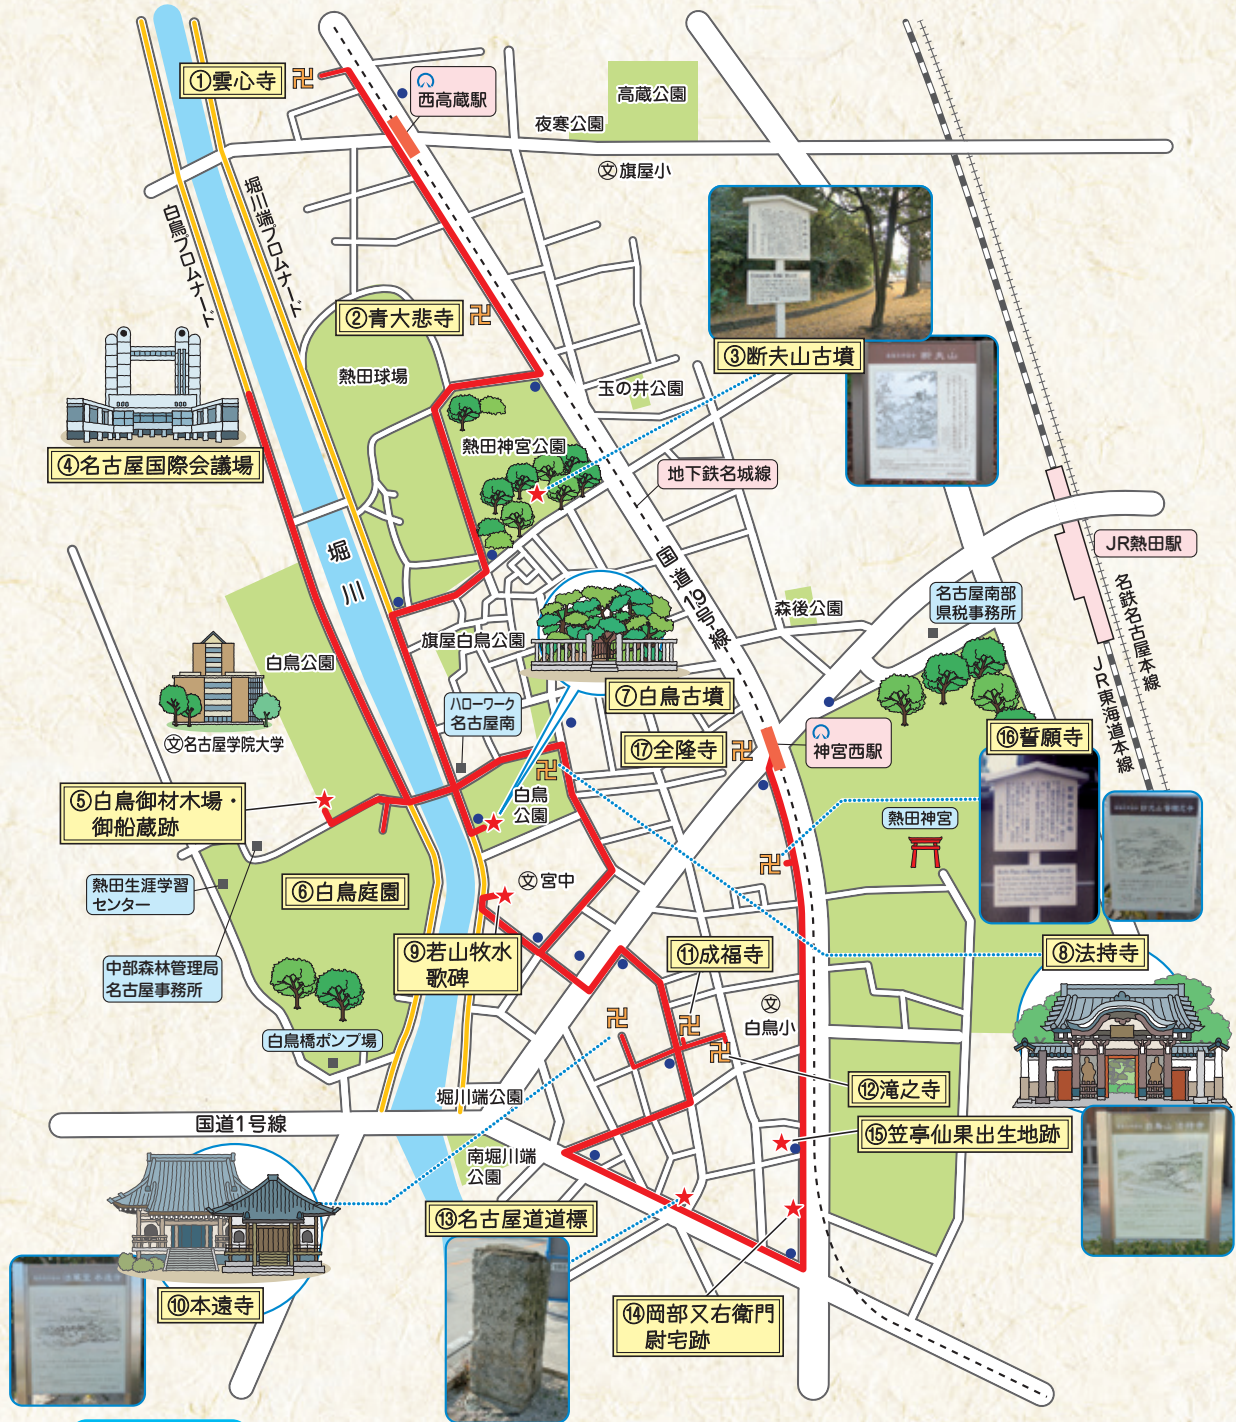 ①雲心寺
西高蔵駅
高蔵公園
夜寒公園
文旗屋小
堀川端プロムナード
白鳥プロムナード
②青大悲寺
③断夫山古墳
断夫山
熱田球場
玉の井公園
熱田神宮公園
地下鉄名城線
④名古屋国際会議場
堀川
国道19号線
JR熱田駅
名鉄名古屋本線
JR東海道本線
名古屋南部
県税事務所
森後公園
旗屋白鳥公園
白鳥公園
ハローワーク
名古屋南
⑦白鳥古墳
文名古屋学院大学
⑰全隆寺
神宮西駅
⑯誓願寺
⑤白鳥御材木場・
御船蔵跡
白鳥
公園
熱田神宮
熱田生涯学習
センター
⑥白鳥庭園
文宮中
⑨若山牧水
歌碑
⑪成福寺
⑧法持寺
中部森林管理局
名古屋事務所
文
白鳥小
白鳥橋ポンプ場
⑫滝之寺
堀川端公園
国道1号線
⑮笠亭仙果出生地跡
南堀川端
公園
⑬名古屋道道標
⑩本遠寺
⑭岡部又右衛門
尉宅跡